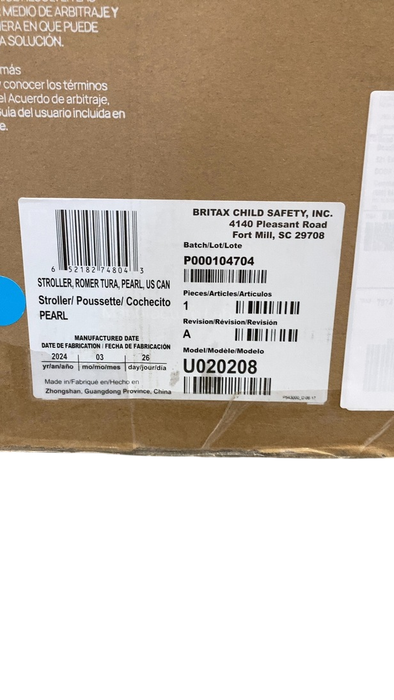 MEDIO DE ARBITRAJE Y
ERA EN QUE PUEDE
A SOLUCIÓN.
más
conocer los términos
el Acuerdo de arbitraje,
uía del usuario incluida en
e.
BRITAX CHILD SAFETY, INC.
4140 Pleasant Road
Fort Mill, SC 29708
6 52182 74804 3
STROLLER, ROMER TURA, PEARL, US CAN
Stroller/ Poussette/ Cochecito
PEARL
MANUFACTURED DATE
DATE DE FABRICATION / FECHA DE FABRICACIÓN
2024 03 26
yr/an/año mo/mo/mes day/jour/día
Made in/Fabriqué en/Hecho en
Zhongshan, Guangdong Province, China
Batch/Lot/Lote
P000104704
Pieces/Articles/Artículos
1
Revision/Révision/Revisión
A
Model/Modèle/Modelo
U020208